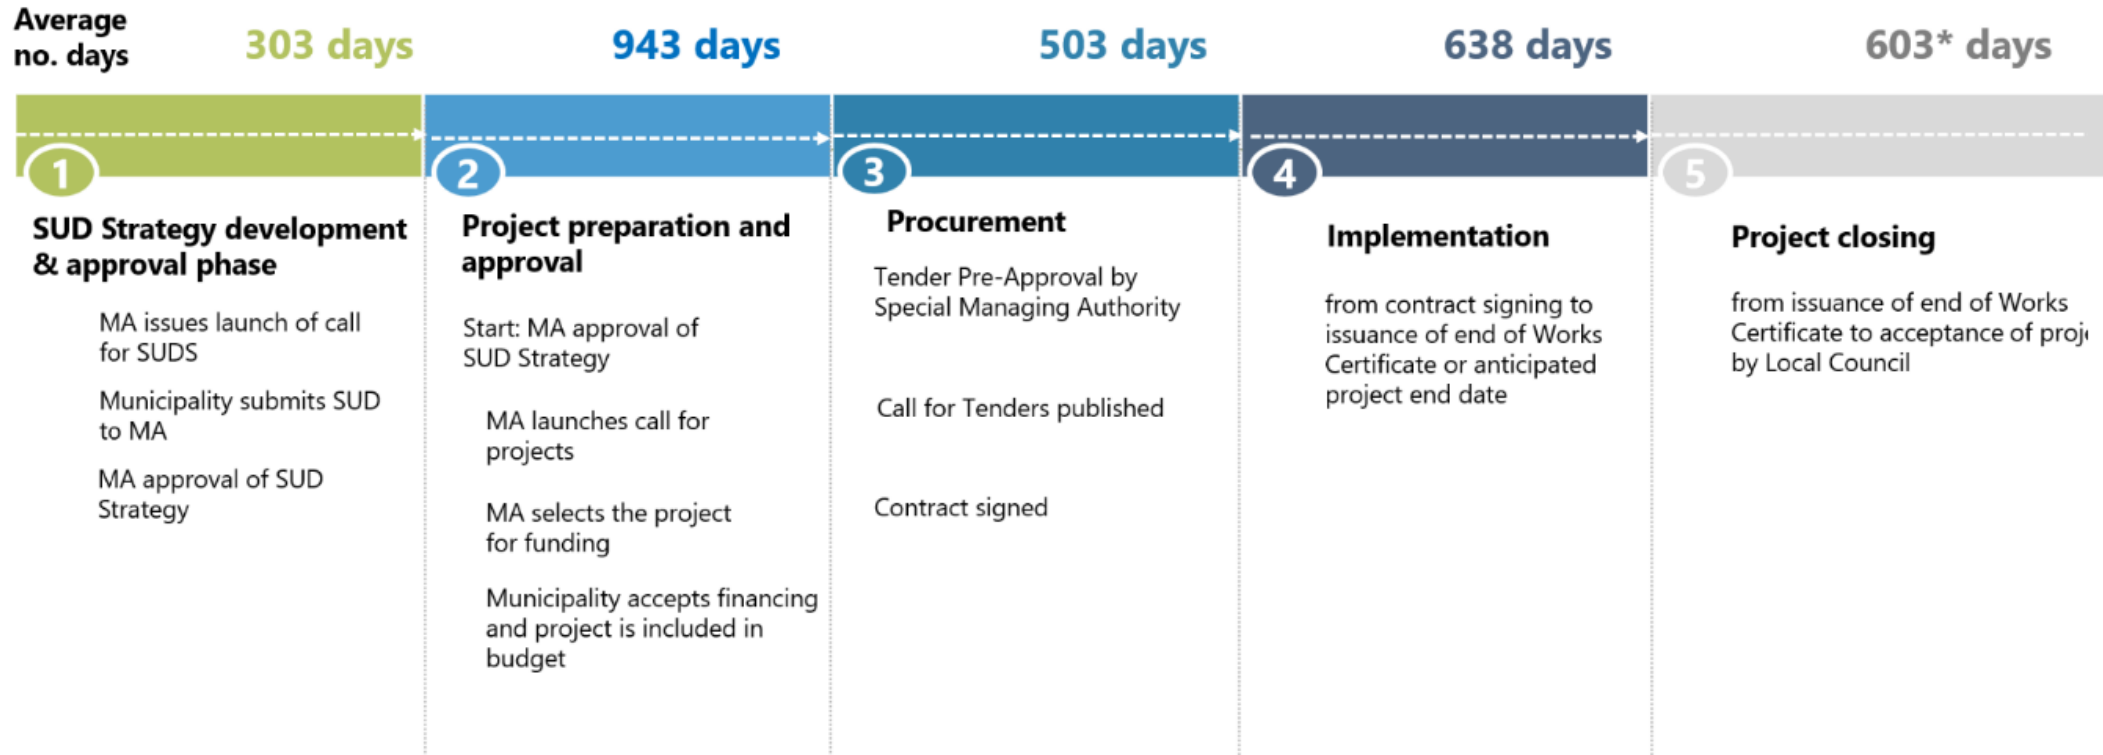 Average
no. days
303 days
943 days
503 days
638 days
603* days
1
SUD Strategy development
& approval phase
MA issues launch of call
for SUDS
Municipality submits SUD
to MA
MA approval of SUD
Strategy
2
Project preparation and
approval
Start: MA approval of
SUD Strategy
MA launches call for
projects
MA selects the project
for funding
Municipality accepts financing
and project is included in
budget
3
Procurement
Tender Pre-Approval by
Special Managing Authority
Call for Tenders published
Contract signed
4
Implementation
from contract signing to
issuance of end of Works
Certificate or anticipated
project end date
5
Project closing
from issuance of end of Works
Certificate to acceptance of
by Local Council